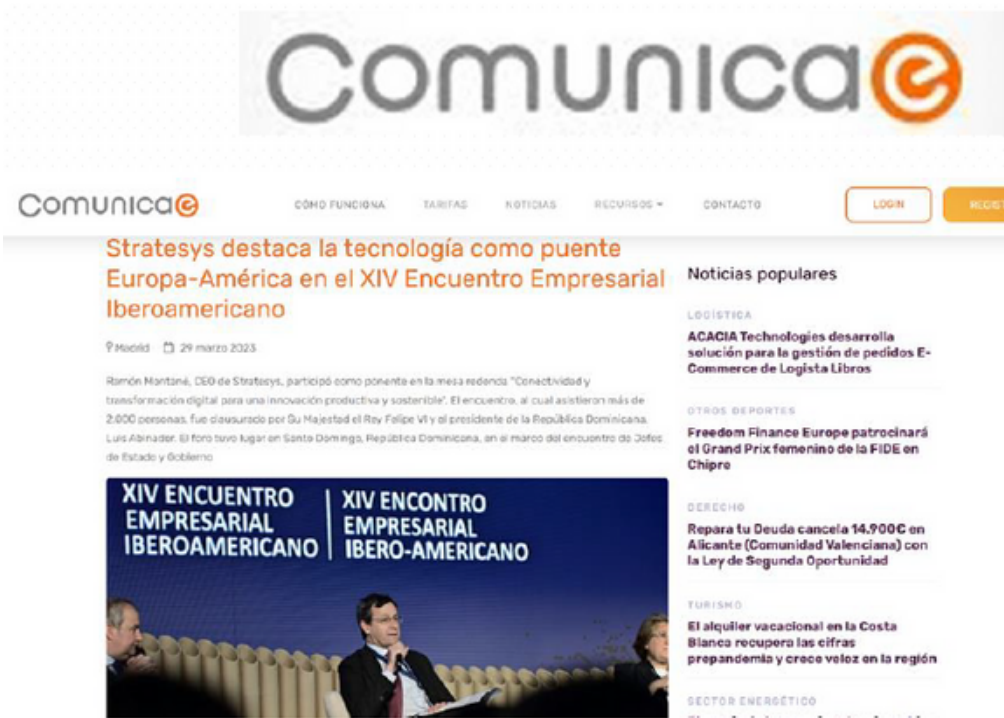 Comunicae
Comunicae
CÓMO FUNCIONA TARIFAS NOTICIAS RECURSOS CONTACTO LOGIN REGIST
Stratesys destaca la tecnología como puente
Europa-América en el XIV Encuentro Empresarial
Iberoamericano
Madrid 29 marzo 2023
Ramón Montané, CEO de Stratesys, participó como ponente en la mesa redonda "Conectividad y
transformación digital para una innovación productiva y sostenible". El encuentro, al cual asistieron más de
2.000 personas, fue clausurado por Su Majestad el Rey Felipe VI y el presidente de la República Dominicana,
Luis Abinader. El foro tuvo lugar en Santo Domingo, República Dominicana, en el marco del encuentro de Jefes
de Estado y Gobierno
XIV ENCUENTRO
EMPRESARIAL
IBEROAMERICANO
XIV ENCONTRO
EMPRESARIAL
IBERO-AMERICANO
Noticias populares
LOGÍSTICA
ACACIA Technologies desarrolla
solución para la gestión de pedidos E-
Commerce de Logista Libros
OTROS DEPORTES
Freedom Finance Europe patrocinará
el Grand Prix femenino de la FIDE en
Chipre
DERECHO
Repara tu Deuda cancela 14.900€ en
Alicante (Comunidad Valenciana) con
la Ley de Segunda Oportunidad
TURISMO
El alquiler vacacional en la Costa
Blanca recupera las cifras
prepandemia y crece veloz en la región
SECTOR ENERGÉTICO